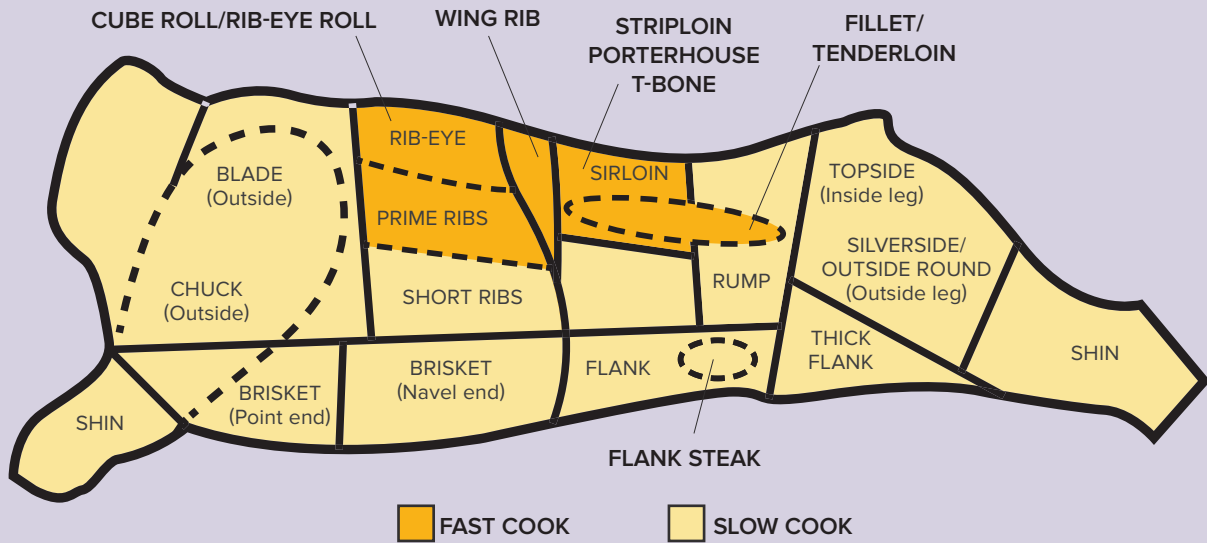 CUBE ROLL/RIB-EYE ROLL
WING RIB
STRIPLOIN
PORTERHOUSE
T-BONE
FILLET/
TENDERLOIN
RIB-EYE
BLADE
(Outside)
SIRLOIN
TOPSIDE
(Inside leg)
PRIME RIBS
SILVERSIDE/
OUTSIDE ROUND
(Outside leg)
CHUCK
(Outside)
SHORT RIBS
RUMP
THICK
FLANK
SHIN
BRISKET
(Navel end)
FLANK
BRISKET
(Point end)
SHIN
FLANK STEAK
FAST COOK
SLOW COOK